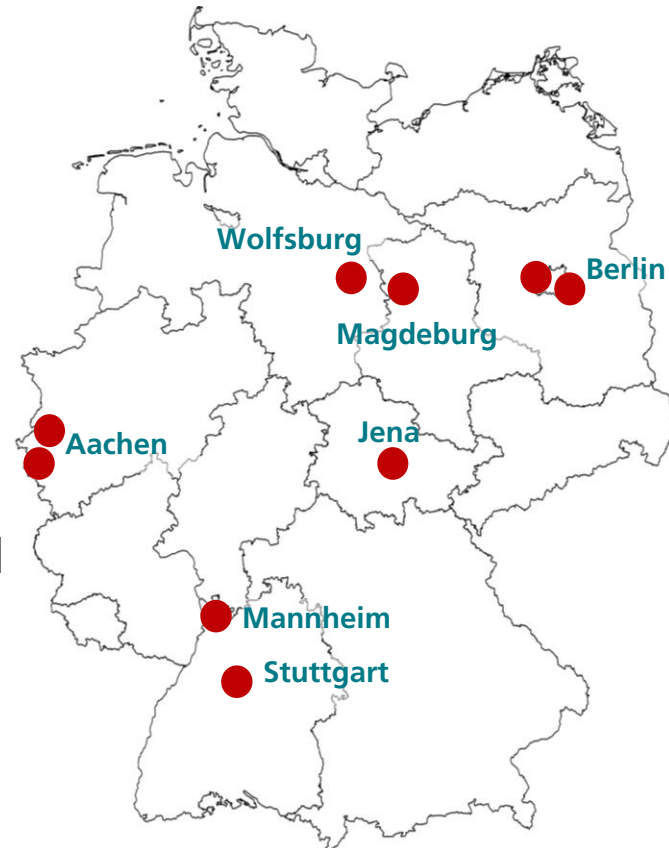 Wolfsburg
Berlin
Magdeburg
Jena
Aachen
Mannheim
Stuttgart